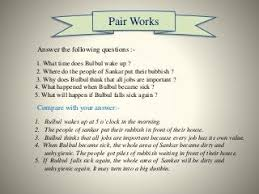 Pair Works
Answer the following questions :-
1. What time does Bulbul wake up ?
2. Where do the people of Sankar put their rubbish ?
3. Why does Bulbul think that all jobs are important ?
4. What happened when Bulbul became sick ?
5. What will happen if Bulbul falls sick again ?
Compare with your answer:-
1. Bulbul wakes up at 5 o'clock in the morning.
2. The people of sankar put their rubbish in front of their house.
3. Bulbul thinks that all jobs are important because every job has its own value.
4. When Bulbul became sick, the whole area of Sankar became dirty and
unhygienic. The people got packets of rubbish waiting in front of their house.
5. If Bulbul falls sick again, the whole area of Sankar will be dirty and
unhygienic again. It may turn into a big dustbin.